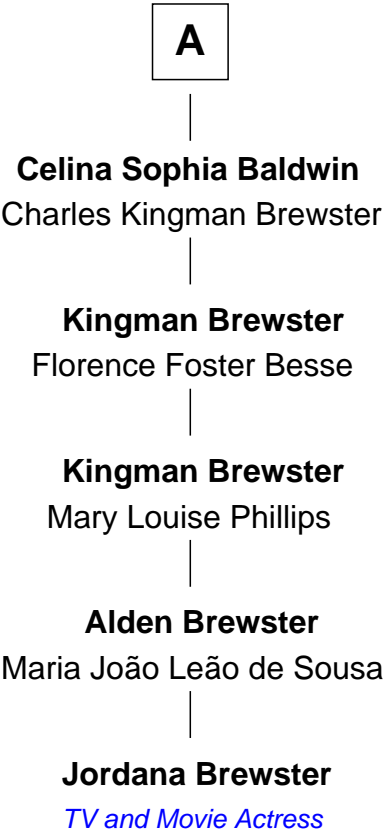 A
Celina Sophia Baldwin
Charles Kingman Brewster
Kingman Brewster
Florence Foster Besse
Kingman Brewster
Mary Louise Phillips
Alden Brewster
Maria João Leão de Sousa
Jordana Brewster
TV and Movie Actress